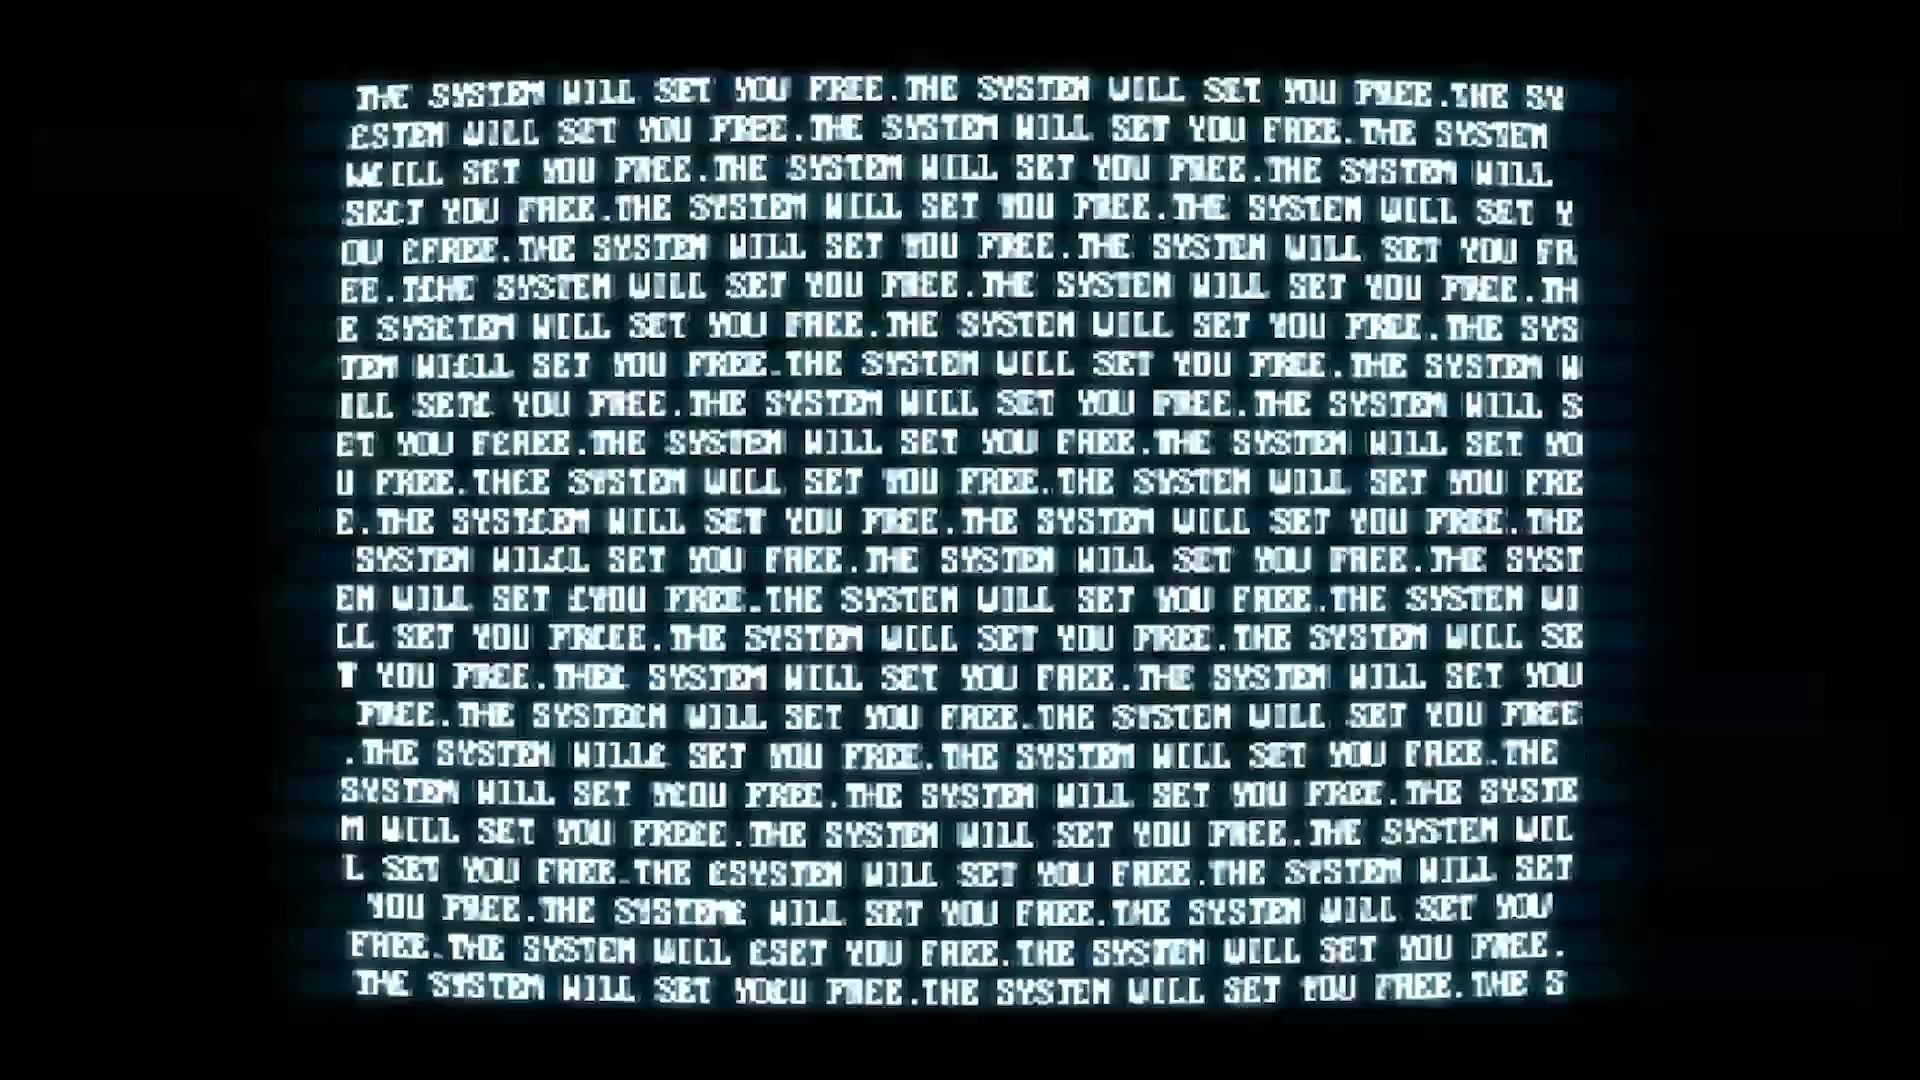 THE SYSTEM WILL SET YOU FREE.THE SYSTEM WILL SET YOU FREE.THE SY
ESTEM WILL SET YOU FREE.THE SYSTEM WILL SET YOU FREE.THE SYSTEM
WEILL SET YOU FREE.THE SYSTEM WILL SET YOU FREE.THE SYSTEM WILL
SECT YOU FREE.THE SYSTEM WILL SET YOU FREE.THE SYSTEM WILL SET Y
OU EFREE.THE SYSTEM WILL SET YOU FREE.THE SYSTEM WILL SET YOU FR
EE.TEHE SYSTEM WILL SET YOU FREE.THE SYSTEM WILL SET YOU FREE.TH
E SYSETEM WILL SET YOU FREE.THE SYSTEM WILL SET YOU FREE.THE SYS
TEM WIELL SET YOU FREE.THE SYSTEM WILL SET YOU FREE.THE SYSTEM W
ILL SETE YOU FREE.THE SYSTEM WILL SET YOU FREE.THE SYSTEM WILL S
ET YOU FEREE.THE SYSTEM WILL SET YOU FREE.THE SYSTEM WILL SET YO
U FREE.THEE SYSTEM WILL SET YOU FREE.THE SYSTEM WILL SET YOU FRE
E.THE SYSTEEM WILL SET YOU FREE.THE SYSTEM WILL SET YOU FREE.THE
SYSTEM WILEL SET YOU FREE.THE SYSTEM WILL SET YOU FREE.THE SYST
EM WILL SET EYOU FREE.THE SYSTEM WILL SET YOU FREE.THE SYSTEM WI
LL SET YOU FREEE.THE SYSTEM WILL SET YOU FREE.THE SYSTEM WILL SE
T YOU FREE.THEE SYSTEM WILL SET YOU FREE.THE SYSTEM WILL SET YOU
FREE.THE SYSTEEM WILL SET YOU FREE.THE SYSTEM WILL SET YOU FREE
.THE SYSTEM WILLE SET YOU FREE.THE SYSTEM WILL SET YOU FREE.THE
SYSTEM WILL SET YEOU FREE.THE SYSTEM WILL SET YOU FREE.THE SYSTE
M WILL SET YOU FREEE.THE SYSTEM WILL SET YOU FREE.THE SYSTEM WIL
L SET YOU FREE.THE ESYSTEM WILL SET YOU FREE.THE SYSTEM WILL SET
YOU FREE.THE SYSTEME WILL SET YOU FREE.THE SYSTEM WILL SET YOU
FREE.THE SYSTEM WILL ESET YOU FREE.THE SYSTEM WILL SET YOU FREE.
THE SYSTEM WILL SET YOEU FREE.THE SYSTEM WILL SET YOU FREE.THE S